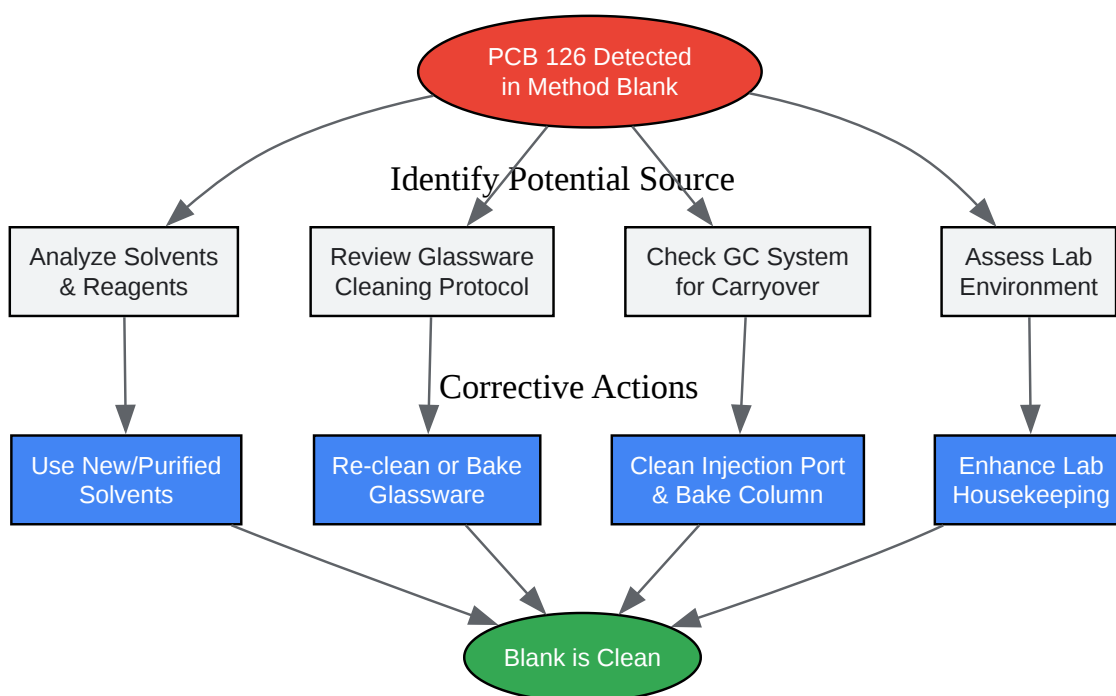 PCB 126 Detected
in Method Blank
Identify Potential Source
Analyze Solvents
& Reagents
Review Glassware
Cleaning Protocol
Check GC System
for Carryover
Assess Lab
Environment
Corrective Actions
Use New/Purified
Solvents
Re-clean or Bake
Glassware
Clean Injection Port
& Bake Column
Enhance Lab
Housekeeping
Blank is Clean